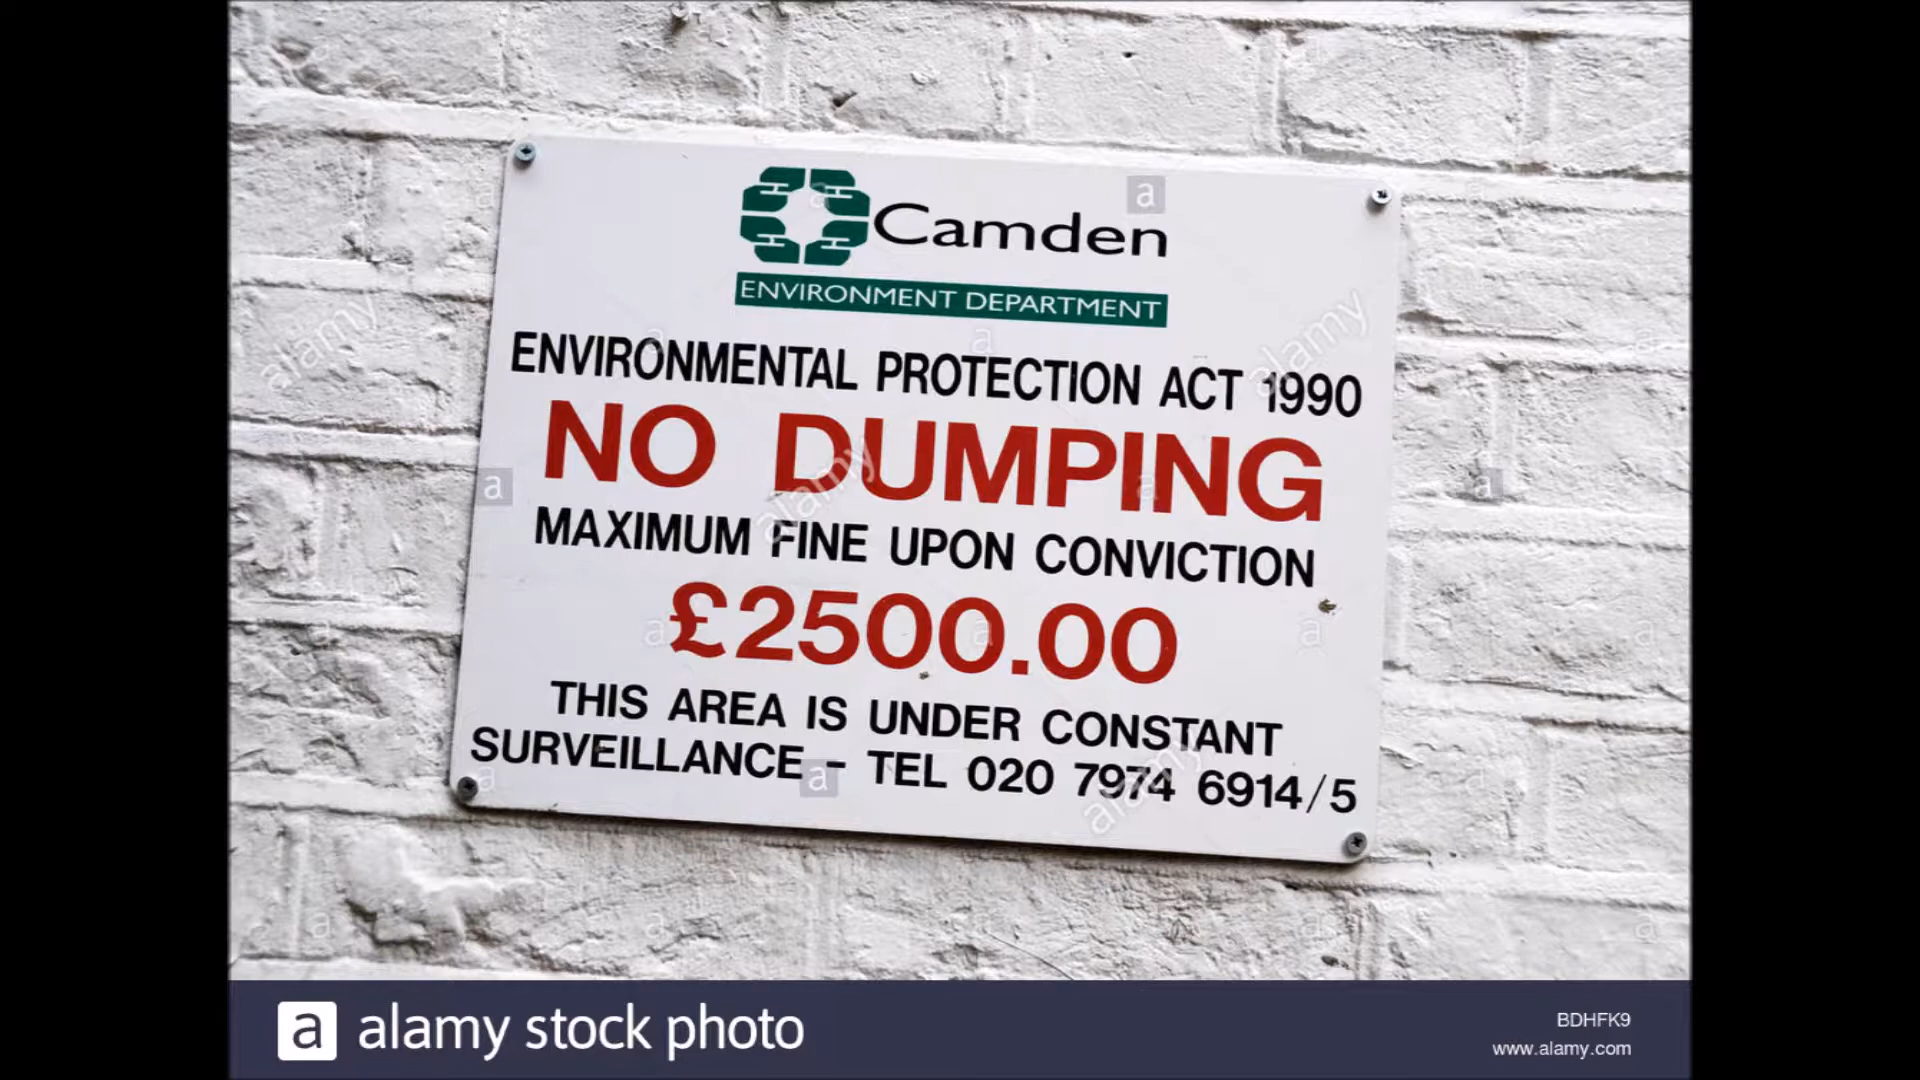 Camden
ENVIRONMENT DEPARTMENT
ENVIRONMENTAL PROTECTION ACT 1990
NO DUMPING
MAXIMUM FINE UPON CONVICTION
£2500.00
THIS AREA IS UNDER CONSTANT
SURVEILLANCE - TEL 020 7974 6914/5
a alamy stock photo
BDHFK9
www.alamy.com